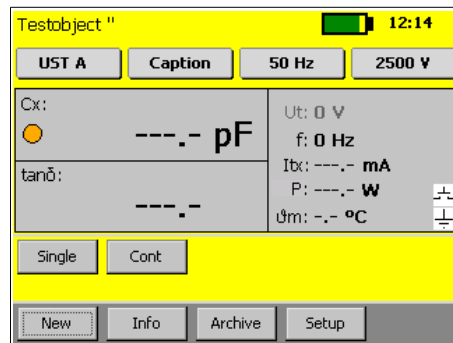 Testobject " 12:14
UST A Caption 50 Hz 2500 V
Cx:
---.- pF
tanδ:
---.-
Ut: 0 V
f: 0 Hz
Itx: ---.- mA
P: ---.- W
ϑm: -.- ºC
Single Cont
New Info Archive Setup